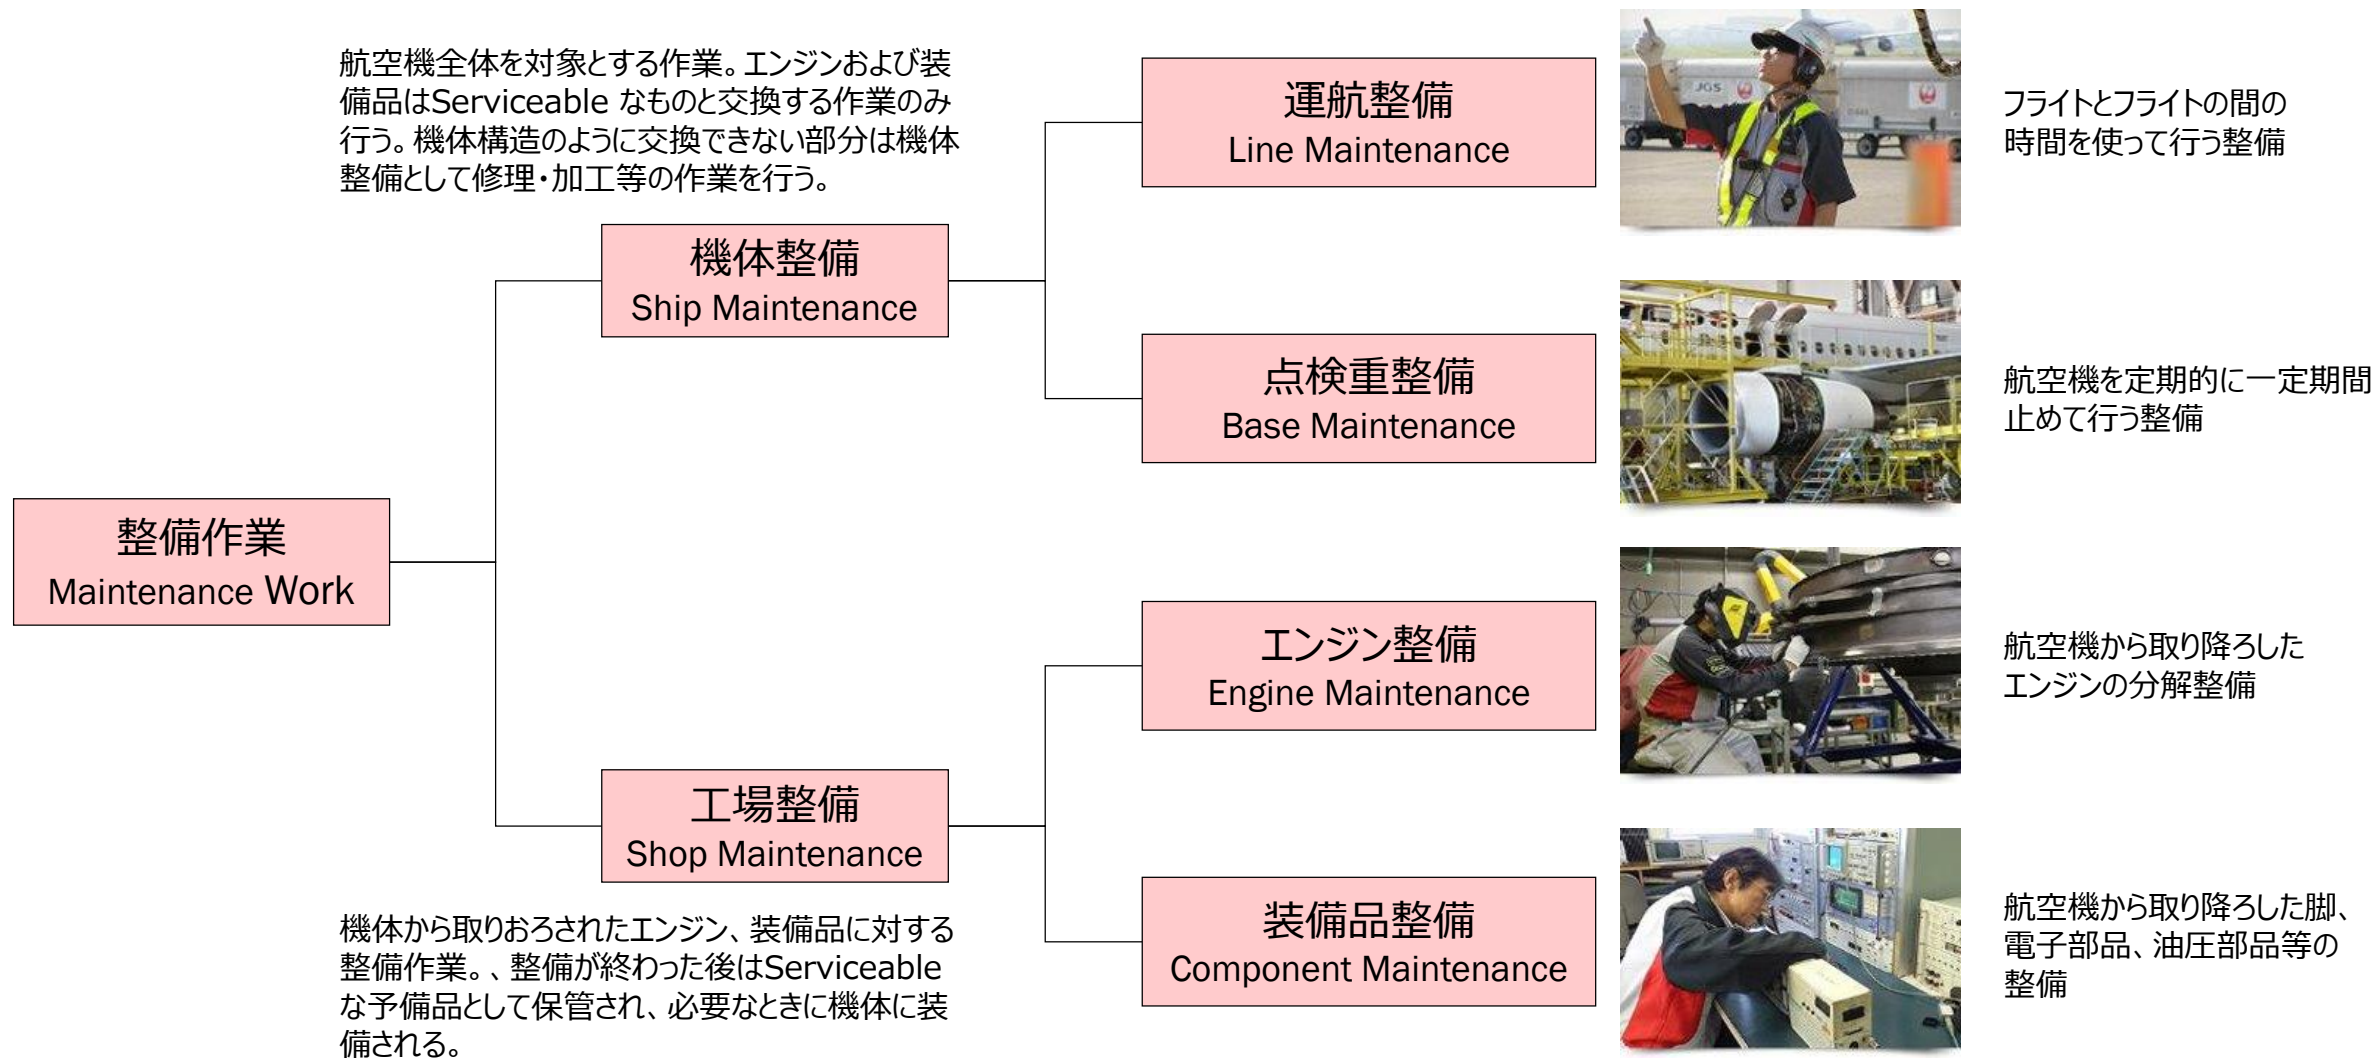 航空機全体を対象とする作業。エンジンおよび装
備品はServiceable なものと交換する作業のみ
行う。機体構造のように交換できない部分は機体
整備として修理・加工等の作業を行う。
運航整備
Line Maintenance
JGS
フライトとフライトの間の
時間を使って行う整備
機体整備
Ship Maintenance
点検重整備
Base Maintenance
航空機を定期的に一定期間
止めて行う整備
整備作業
Maintenance Work
エンジン整備
Engine Maintenance
航空機から取り降ろした
エンジンの分解整備
工場整備
Shop Maintenance
機体から取りおろされたエンジン、装備品に対する
整備作業。、整備が終わった後はServiceable
な予備品として保管され、必要なときに機体に装
備される。
装備品整備
Component Maintenance
航空機から取り降ろした脚、
電子部品、油圧部品等の
整備